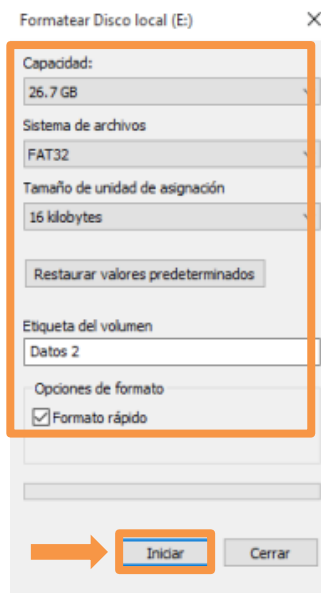 Formatear Disco local (E:)
Capacidad:
26.7 GB
Sistema de archivos
FAT32
Tamaño de unidad de asignación
16 kilobytes
Restaurar valores predeterminados
Etiqueta del volumen
Datos 2
Opciones de formato
Formato rápido
Iniciar
Cerrar